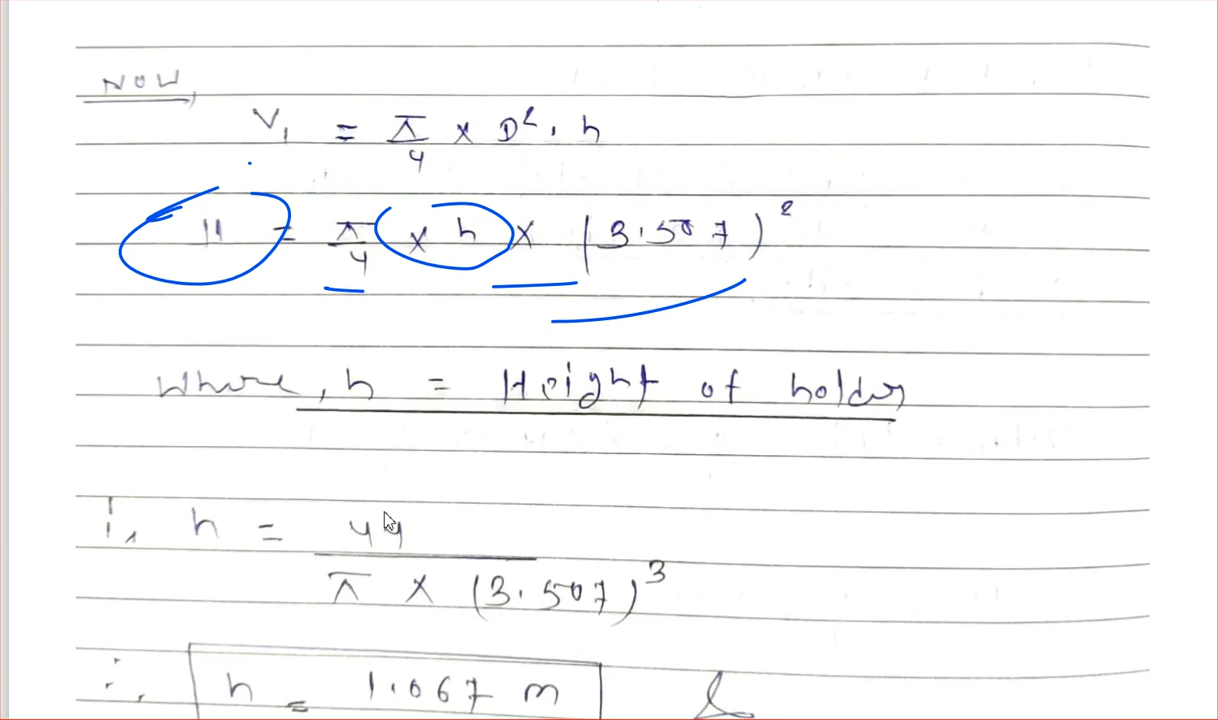 NOW,
V₁ = π/4 × D². h
11 = π/4 × h × (3.507)²
Where, h = Height of holder
∴ h = 44 / π × (3.507)³
∴ h = 1.067 m